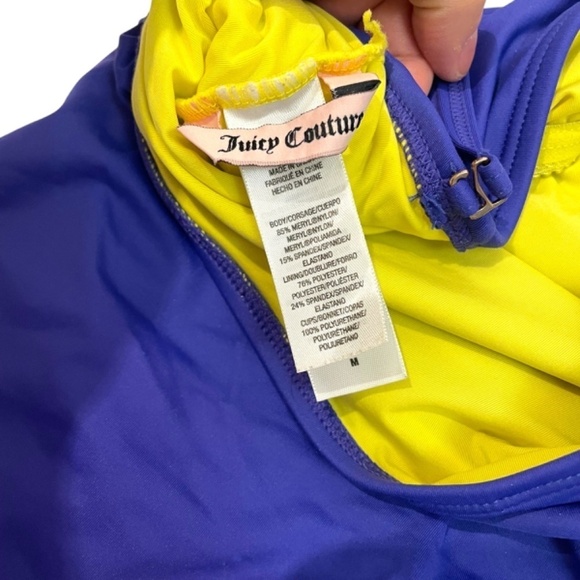 Juicy Couture
MADE IN CHINA
FABRIQUÉ EN CHINE
HECHO EN CHINE
BODY/CORSAGE/CUERPO
85% MERYL®NYLON/
MERYL®NYLON/
MERYL®POLIAMIDA
15% SPANDEX/SPANDEX/
ELASTANO
LINING/DOUBLURE/FORRO
76% POLYESTER/
POLYESTER/POLIÉSTER
24% SPANDEX/SPANDEX/
ELASTANO
CUPS/BONNET/COPAS
100% POLYURETHANE/
POLYURÉTHANE/
POLIURETANO
M